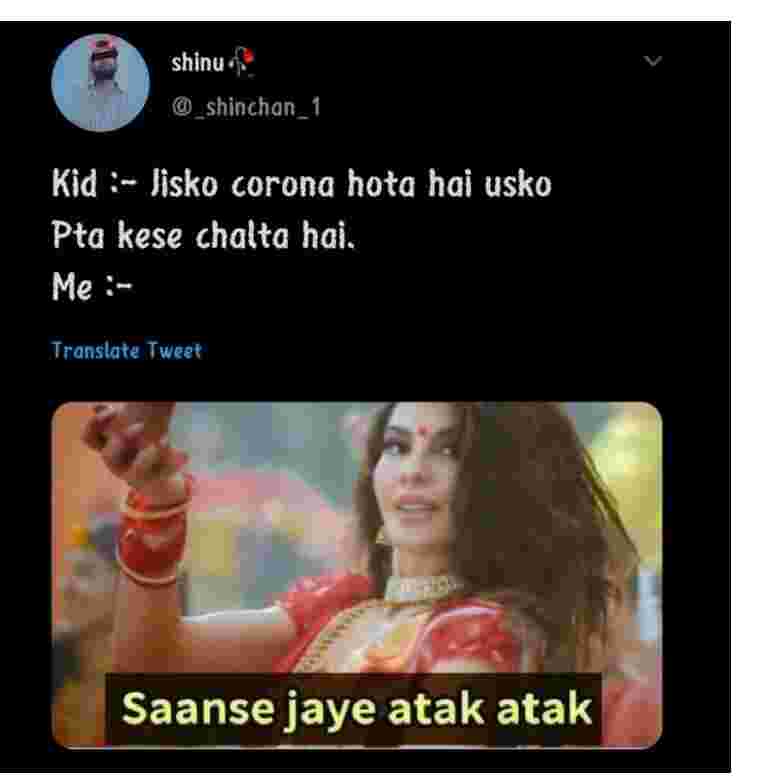 shinu🥀
@_shinchan_1
Kid :- Jisko corona hota hai usko
Pta kese chalta hai.
Me :-
Translate Tweet
Saanse jaye atak atak